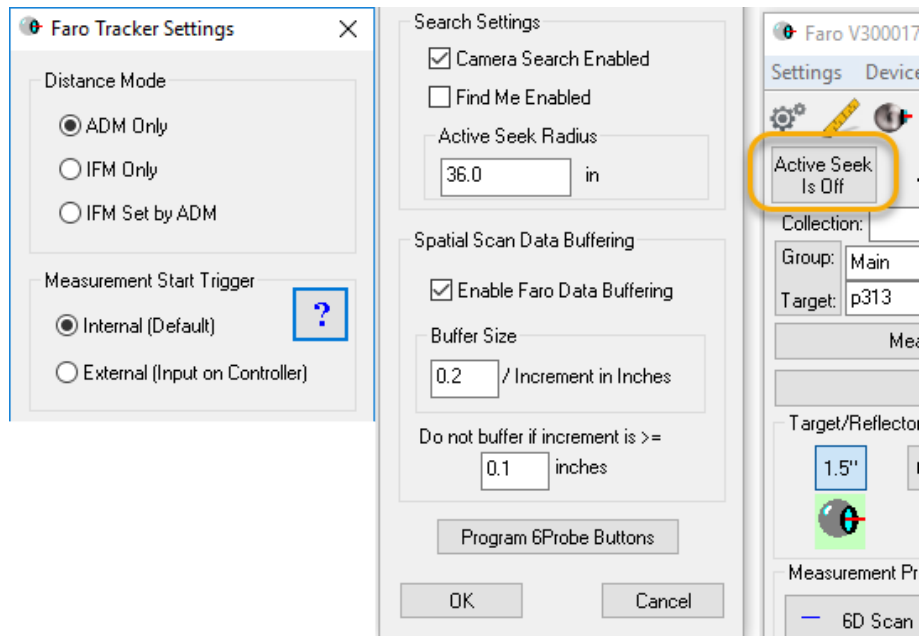 Faro Tracker Settings
Distance Mode
ADM Only
IFM Only
IFM Set by ADM
Measurement Start Trigger
Internal (Default)
?
External (Input on Controller)
Search Settings
Camera Search Enabled
Find Me Enabled
Active Seek Radius
36.0 in
Spatial Scan Data Buffering
Enable Faro Data Buffering
Buffer Size
0.2 / Increment in Inches
Do not buffer if increment is >=
0.1 inches
Program 6Probe Buttons
OK Cancel
Faro V300017
Settings Device
Active Seek
Is Off
Collection:
Group: Main
Target: p313
Mea
Target/Reflector
1.5"
Measurement Pr
6D Scan